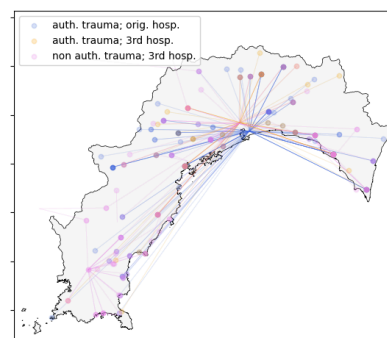 auth. trauma; orig. hosp.
auth. trauma; 3rd hosp.
non auth. trauma; 3rd hosp.